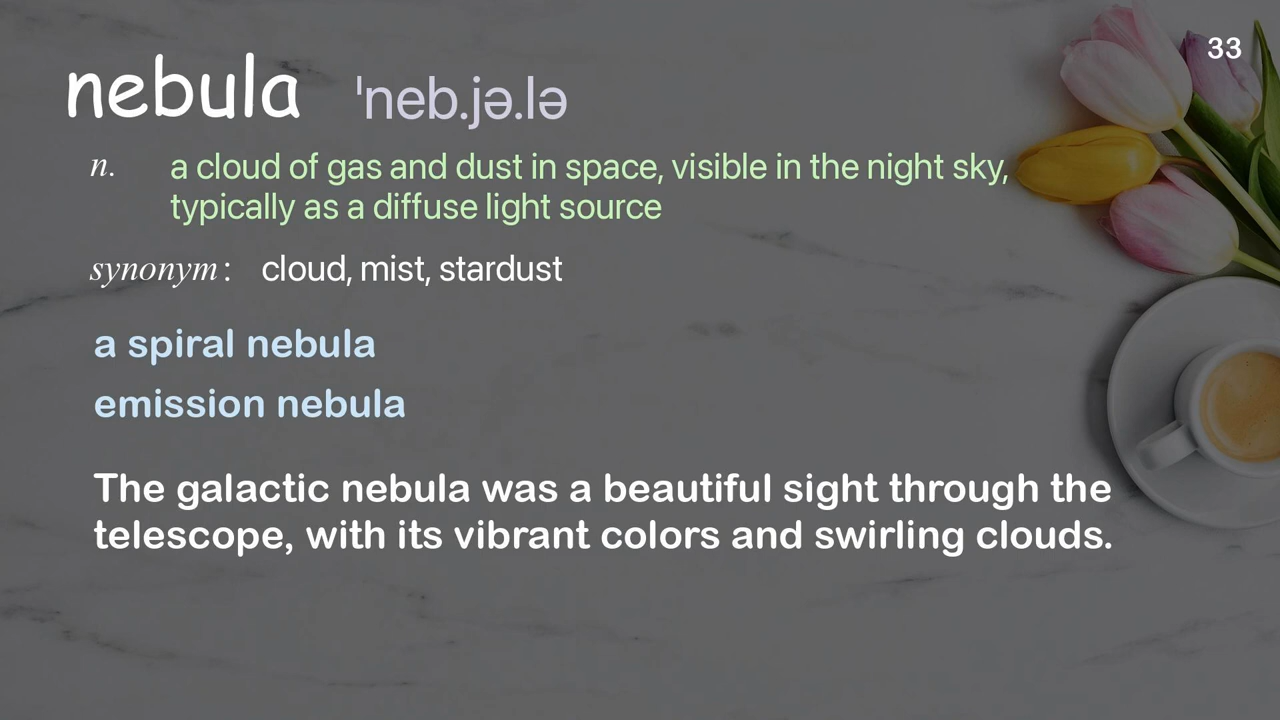 33
nebula ˈneb.jə.lə
n. a cloud of gas and dust in space, visible in the night sky,
typically as a diffuse light source
synonym: cloud, mist, stardust
a spiral nebula
emission nebula
The galactic nebula was a beautiful sight through the
telescope, with its vibrant colors and swirling clouds.